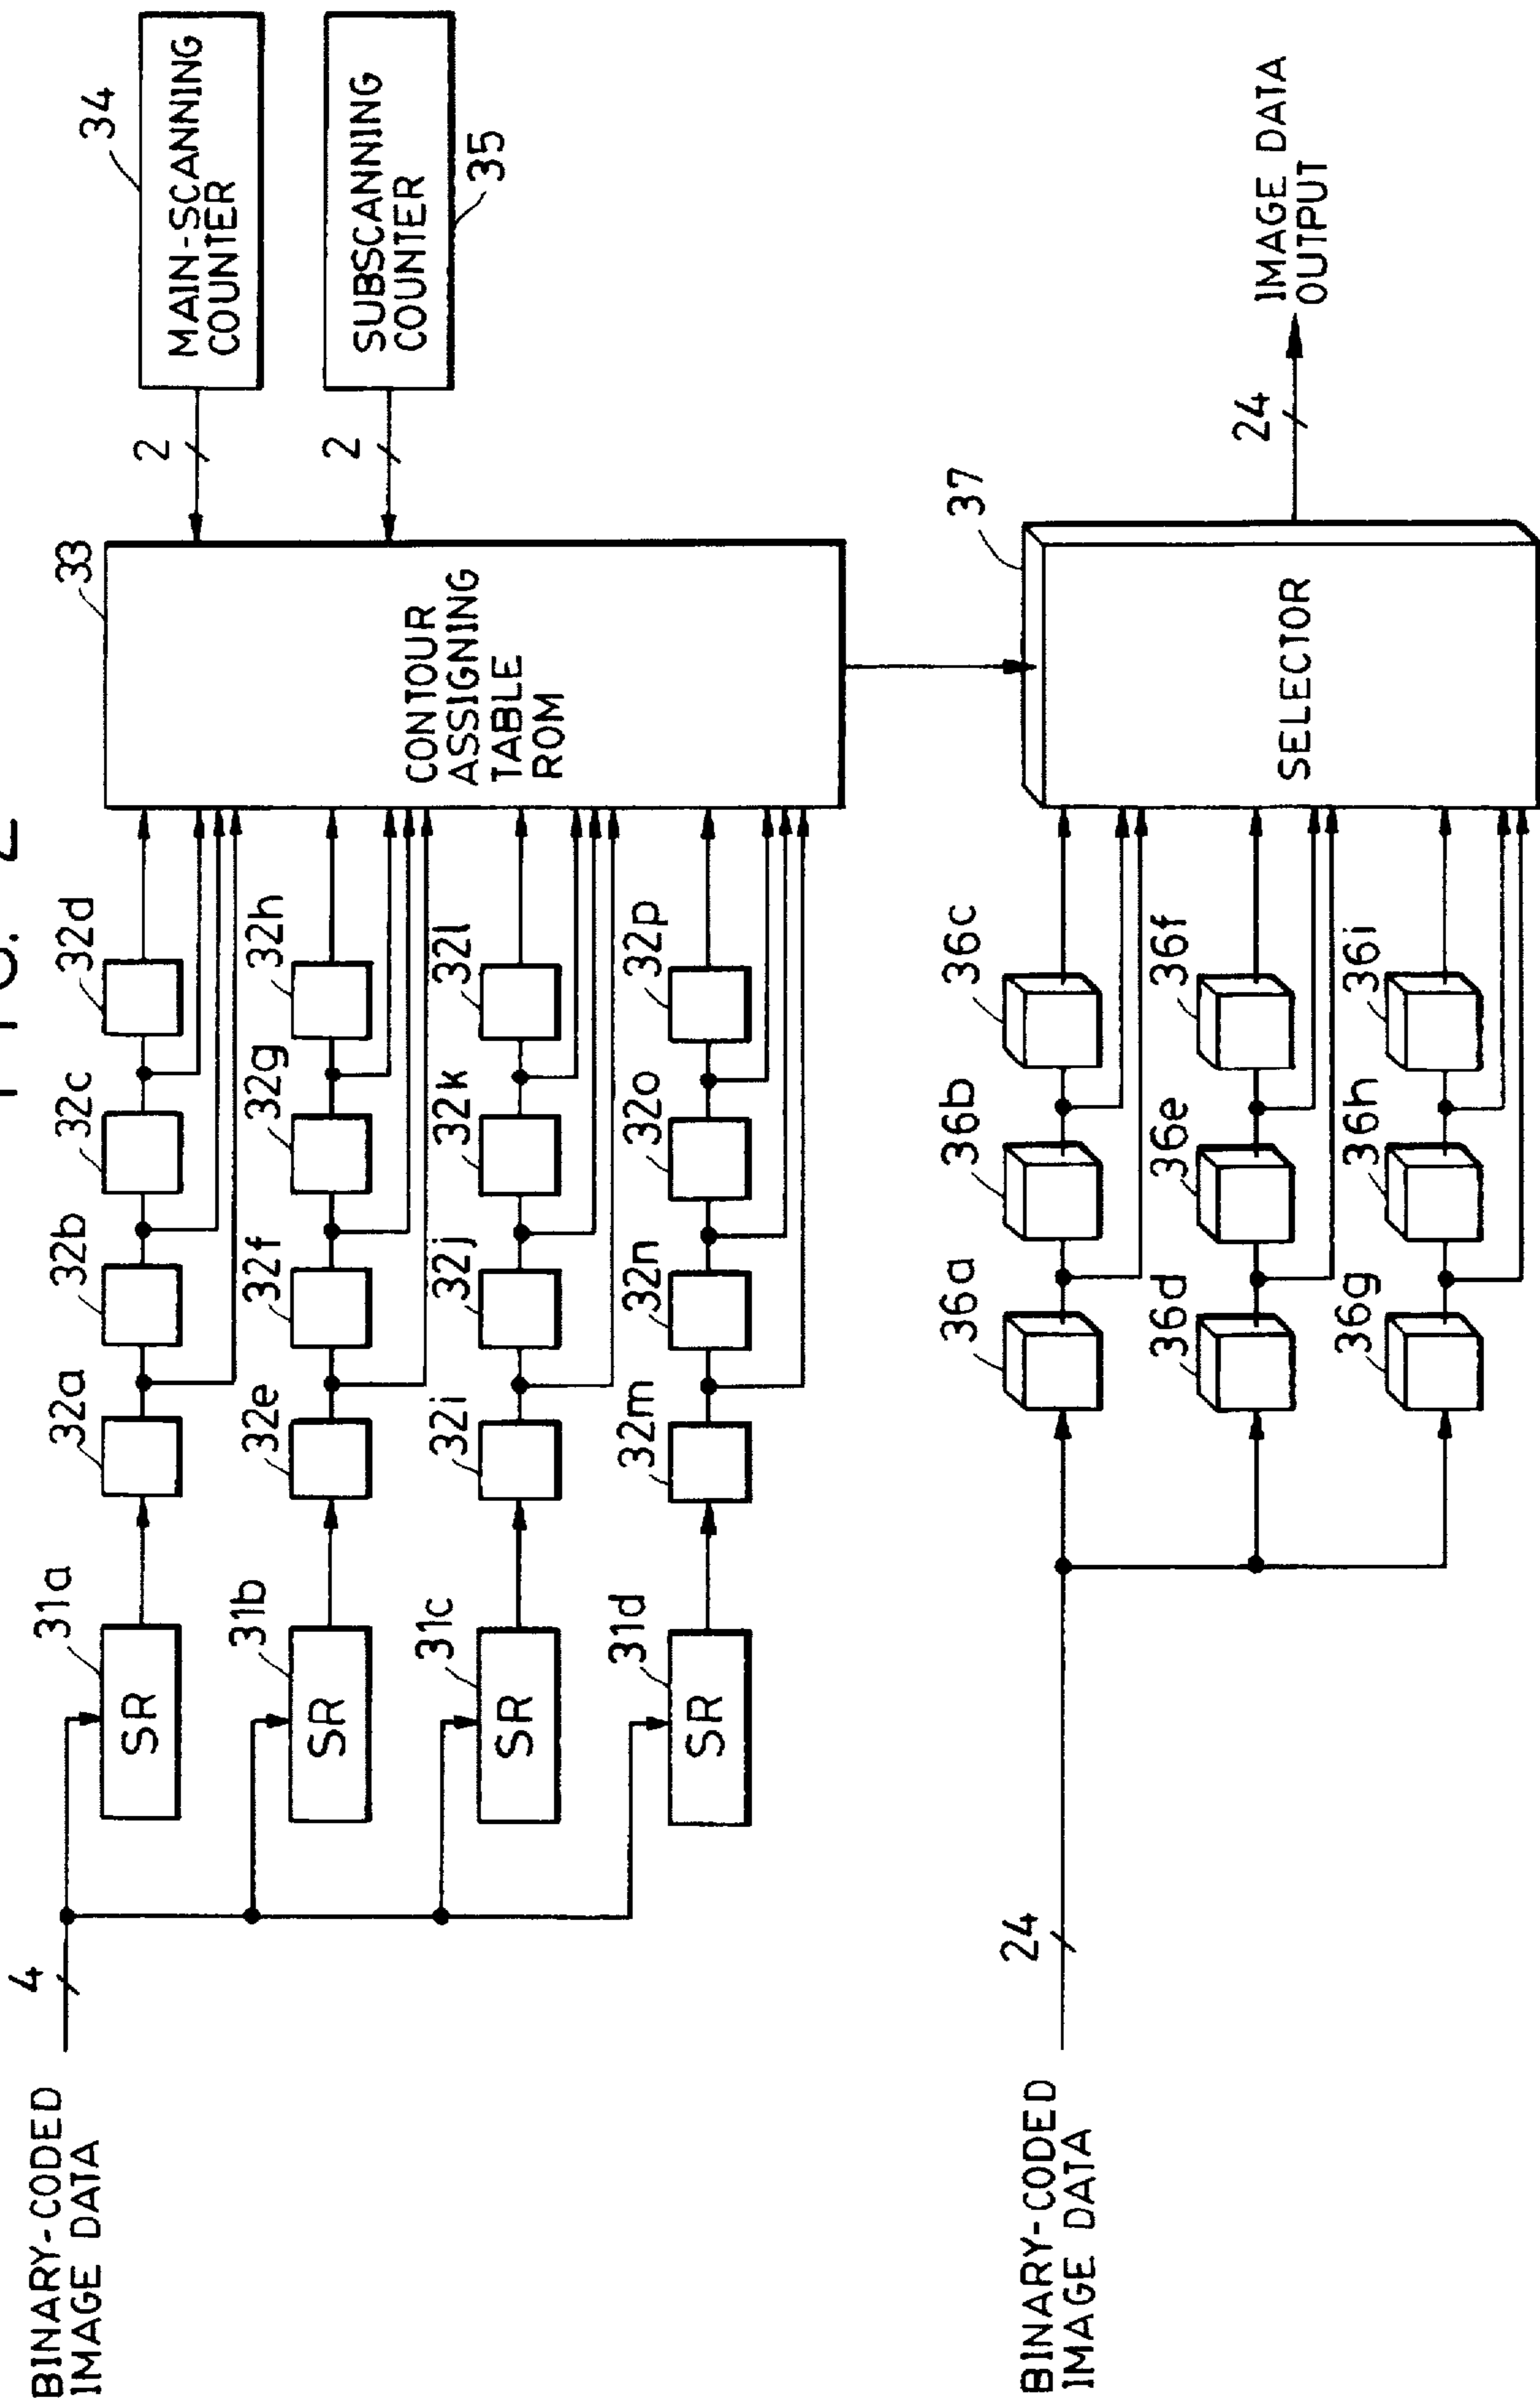 FIG. 2
BINARY-CODED
IMAGE DATA
4
SR
31a
SR
31b
SR
31c
SR
31d
32a
32b
32c
32d
32e
32f
32g
32h
32i
32j
32k
32l
32m
32n
32o
32p
33
CONTOUR
ASSIGNING
TABLE
ROM
2
34
MAIN-SCANNING
COUNTER
2
SUBSCANNING
COUNTER
35
BINARY-CODED
IMAGE DATA
24
36a
36b
36c
36d
36e
36f
36g
36h
36i
37
SELECTOR
24
IMAGE DATA
OUTPUT